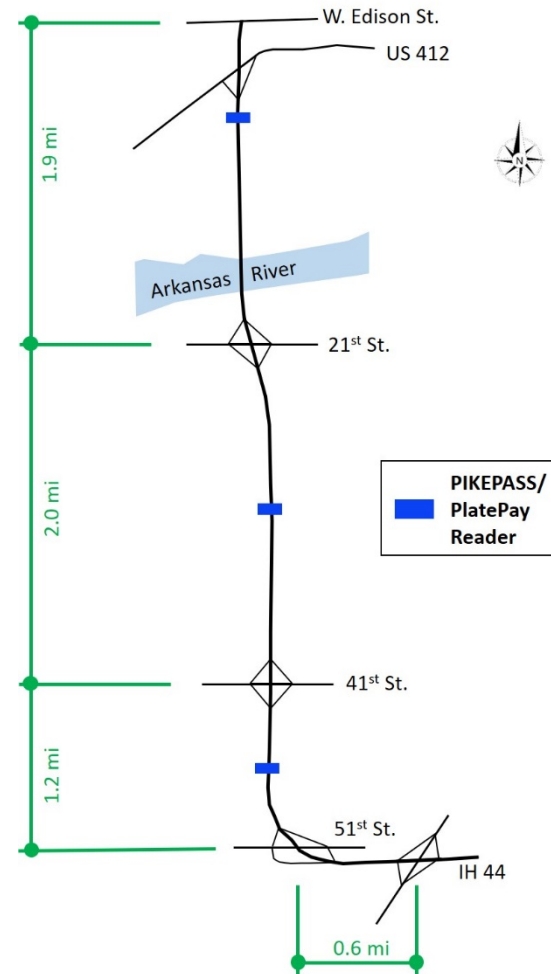 W. Edison St.
US 412
1.9 mi
N
Arkansas River
21st St.
2.0 mi
PIKEPASS/
PlatePay
Reader
41st St.
1.2 mi
51st St.
IH 44
0.6 mi